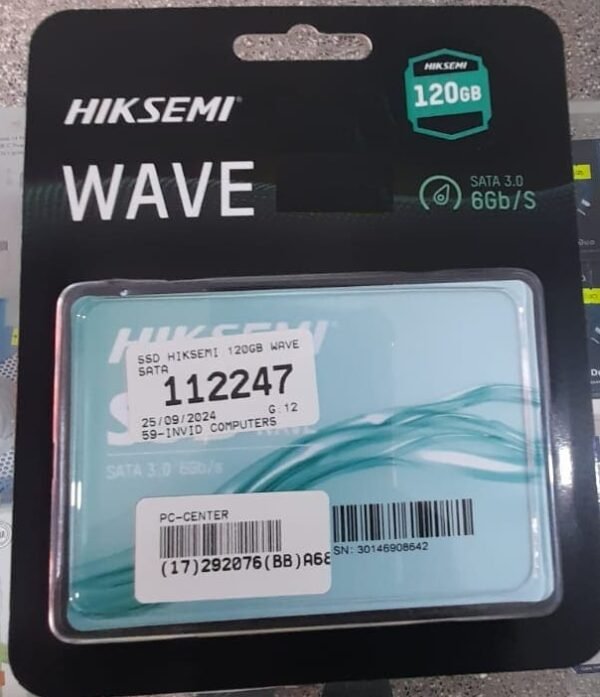 HIKSEMI
120GB
HIKSEMI®
WAVE
SATA 3.0
6Gb/S
HIKSEMI
SSD HIKSEMI 120GB WAVE
SATA
112247
25/09/2024 G.12
59-INVID COMPUTERS
SATA 3.0 6Gb/s
PC-CENTER
(17)292076(BB)A68
SN: 30146908642